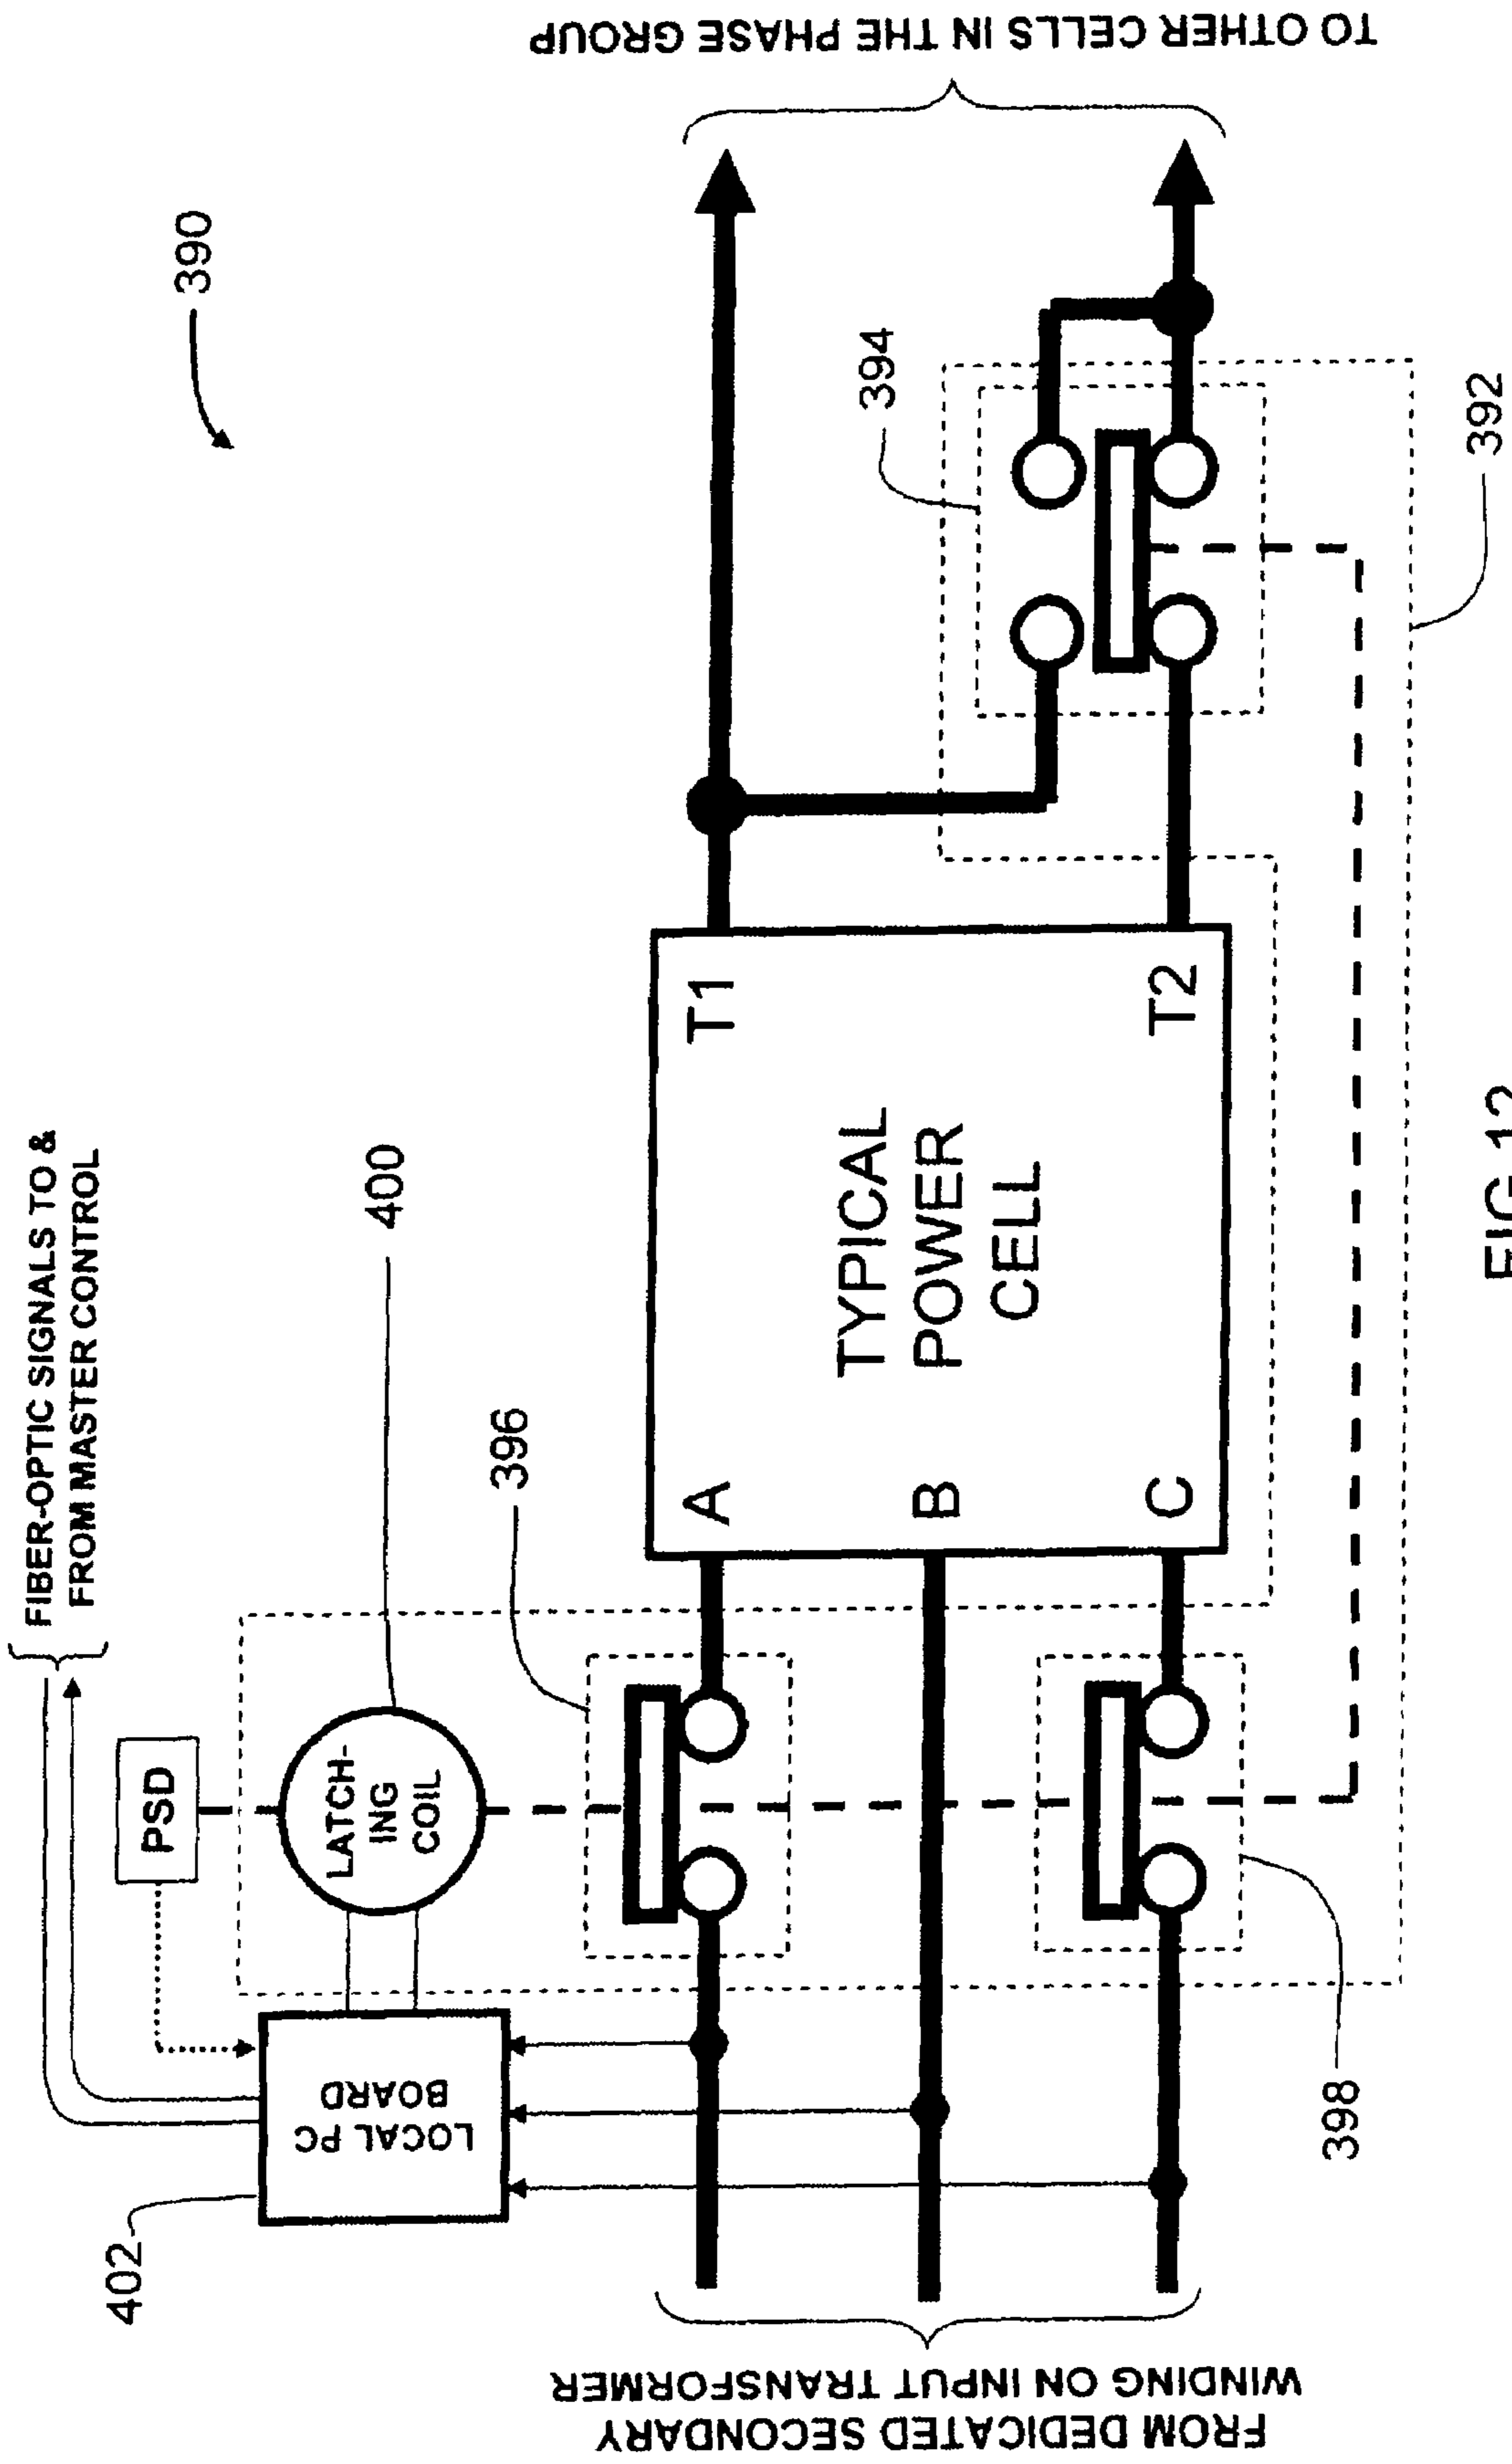 FIBER-OPTIC SIGNALS TO &
FROM MASTER CONTROL
390
402
PSD
LOCAL PC
BOARD
LATCH-
ING
COIL
400
396
394
FROM DEDICATED SECONDARY
WINDING ON INPUT TRANSFORMER
A
B
C
TYPICAL
POWER
CELL
T1
T2
TO OTHER CELLS IN THE PHASE GROUP
398
392
FIG 12